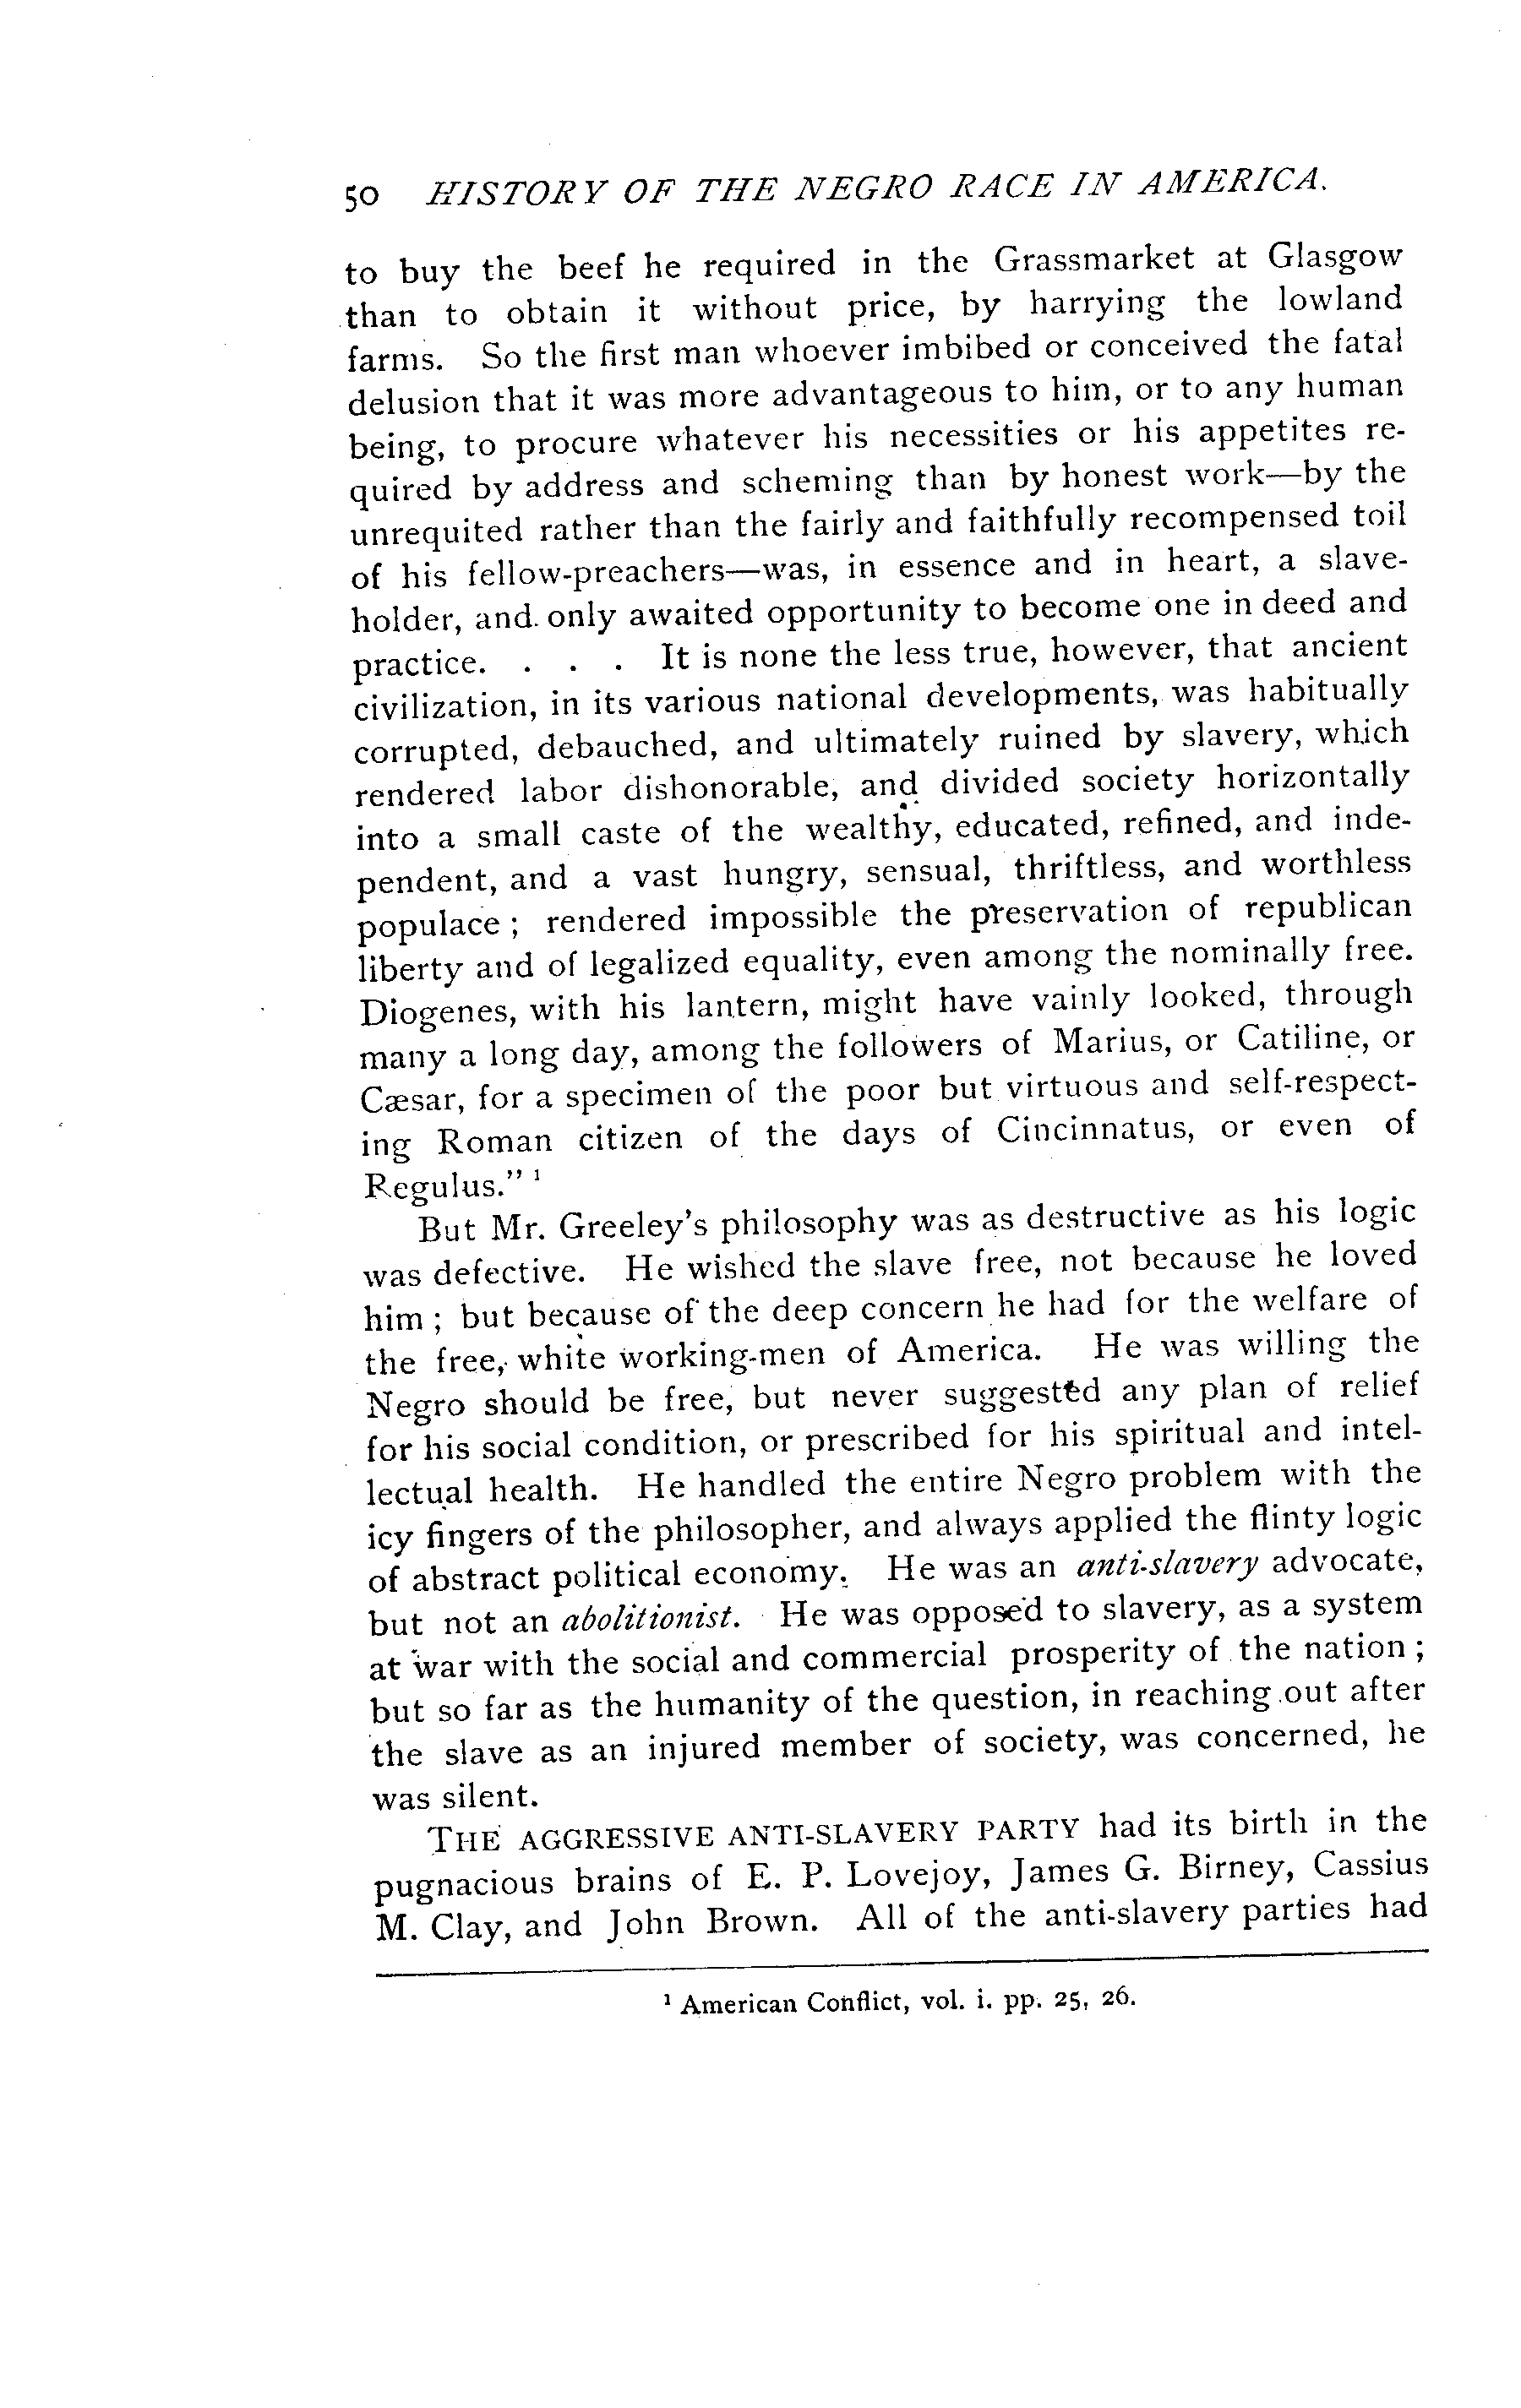 50 HISTORY OF THE NEGRO RACE IN AMERICA.
to buy the beef he required in the Grassmarket at Glasgow
than to obtain it without price, by harrying the lowland
farms. So the first man whoever imbibed or conceived the fatal
delusion that it was more advantageous to him, or to any human
being, to procure whatever his necessities or his appetites re-
quired by address and scheming than by honest work—by the
unrequited rather than the fairly and faithfully recompensed toil
of his fellow-preachers—was, in essence and in heart, a slave-
holder, and only awaited opportunity to become one in deed and
practice. . . . It is none the less true, however, that ancient
civilization, in its various national developments, was habitually
corrupted, debauched, and ultimately ruined by slavery, which
rendered labor dishonorable, and divided society horizontally
into a small caste of the wealthy, educated, refined, and inde-
pendent, and a vast hungry, sensual, thriftless, and worthless
populace ; rendered impossible the preservation of republican
liberty and of legalized equality, even among the nominally free.
Diogenes, with his lantern, might have vainly looked, through
many a long day, among the followers of Marius, or Catiline, or
Cæsar, for a specimen of the poor but virtuous and self-respect-
ing Roman citizen of the days of Cincinnatus, or even of
Regulus." ¹
But Mr. Greeley's philosophy was as destructive as his logic
was defective. He wished the slave free, not because he loved
him ; but because of the deep concern he had for the welfare of
the free, white working-men of America. He was willing the
Negro should be free, but never suggested any plan of relief
for his social condition, or prescribed for his spiritual and intel-
lectual health. He handled the entire Negro problem with the
icy fingers of the philosopher, and always applied the flinty logic
of abstract political economy. He was an anti-slavery advocate,
but not an abolitionist. He was opposed to slavery, as a system
at war with the social and commercial prosperity of the nation ;
but so far as the humanity of the question, in reaching out after
the slave as an injured member of society, was concerned, he
was silent.
THE AGGRESSIVE ANTI-SLAVERY PARTY had its birth in the
pugnacious brains of E. P. Lovejoy, James G. Birney, Cassius
M. Clay, and John Brown. All of the anti-slavery parties had
¹ American Conflict, vol. i. pp. 25, 26.